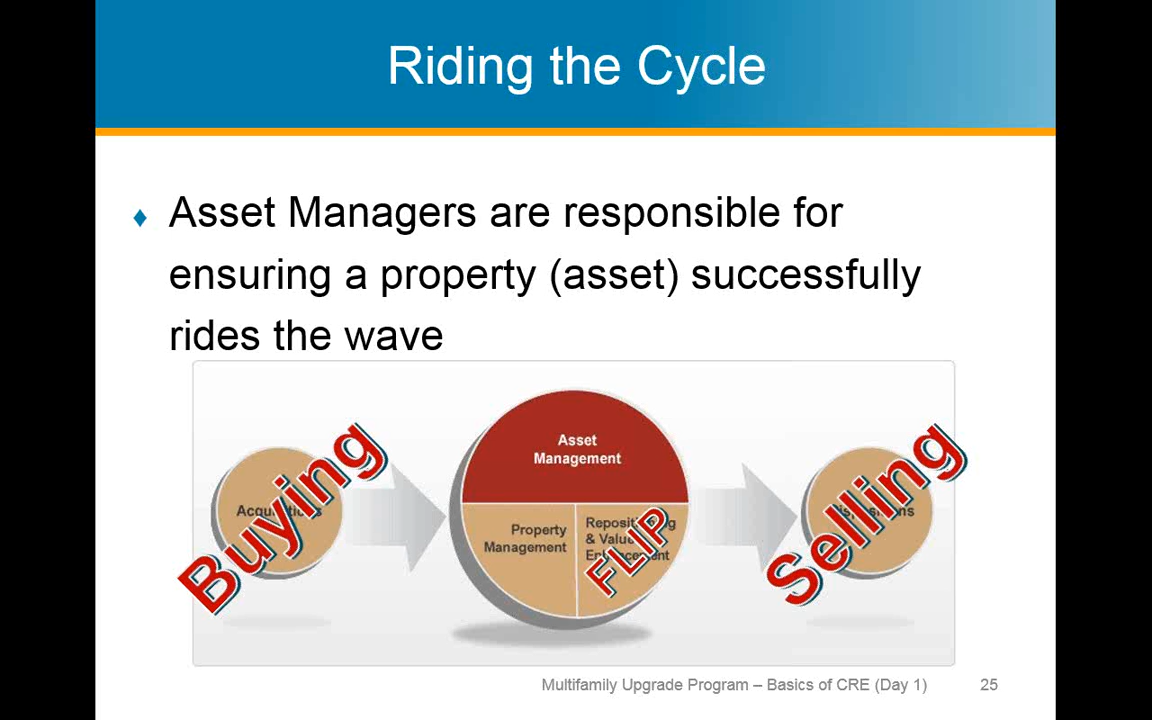 Riding the Cycle
Asset Managers are responsible for
ensuring a property (asset) successfully
rides the wave
Buying
Asset
Management
Property
Management
FLIP
Selling
Multifamily Upgrade Program – Basics of CRE (Day 1)
25